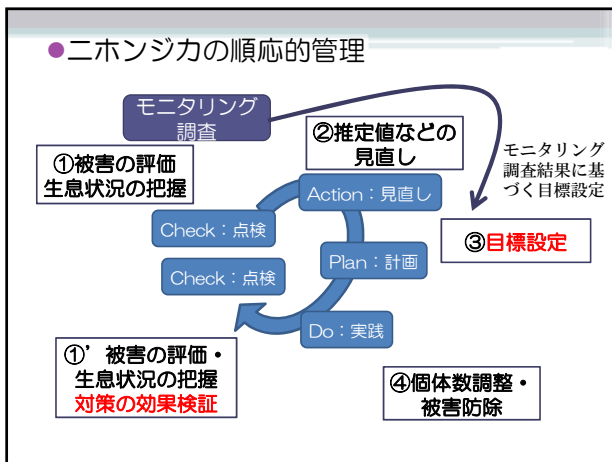 ●ニホンジカの順応的管理
モニタリング
調査
②推定値などの
見直し
モニタリング
調査結果に基
づく目標設定
①被害の評価
生息状況の把握
Action：見直し
Check：点検
③目標設定
Plan：計画
Check：点検
Do：実践
①’被害の評価・
生息状況の把握
対策の効果検証
④個体数調整・
被害防除